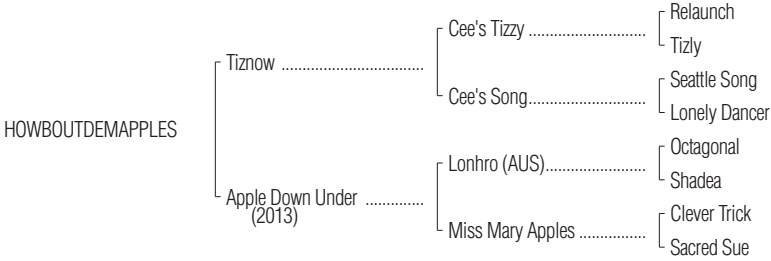 Relaunch
Cee's Tizzy ............................
Tizly
Tiznow ..................................
Seattle Song
Cee's Song............................
Lonely Dancer
HOWBOUTDEMAPPLES
Octagonal
Lonhro (AUS)........................
Shadea
Apple Down Under ..............
(2013)
Clever Trick
Miss Mary Apples ................
Sacred Sue